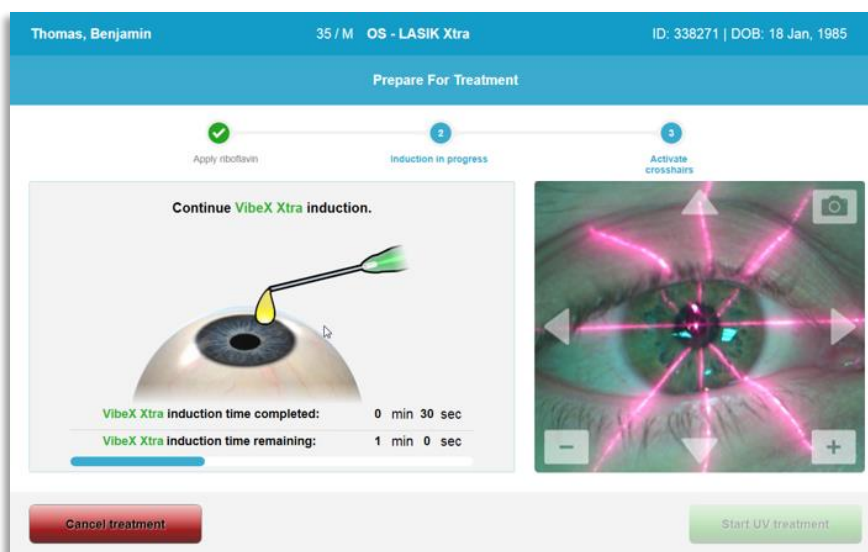 Thomas, Benjamin 35 / M OS - LASIK Xtra ID: 338271 | DOB: 18 Jan, 1985
Prepare For Treatment
2 3
Apply riboflavin Induction in progress Activate
crosshairs
Continue VibeX Xtra induction.
VibeX Xtra induction time completed: 0 min 30 sec
VibeX Xtra induction time remaining: 1 min 0 sec
Cancel treatment Start UV treatment